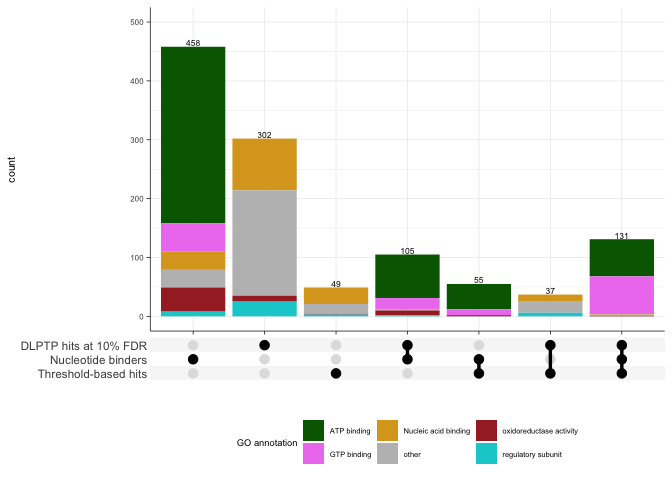 500
400
300
200
100
0
count
458
302
49
105
55
37
131
DLPTP hits at 10% FDR
Nucleotide binders
Threshold-based hits
GO annotation
ATP binding
Nucleic acid binding
oxidoreductase activity
GTP binding
other
regulatory subunit